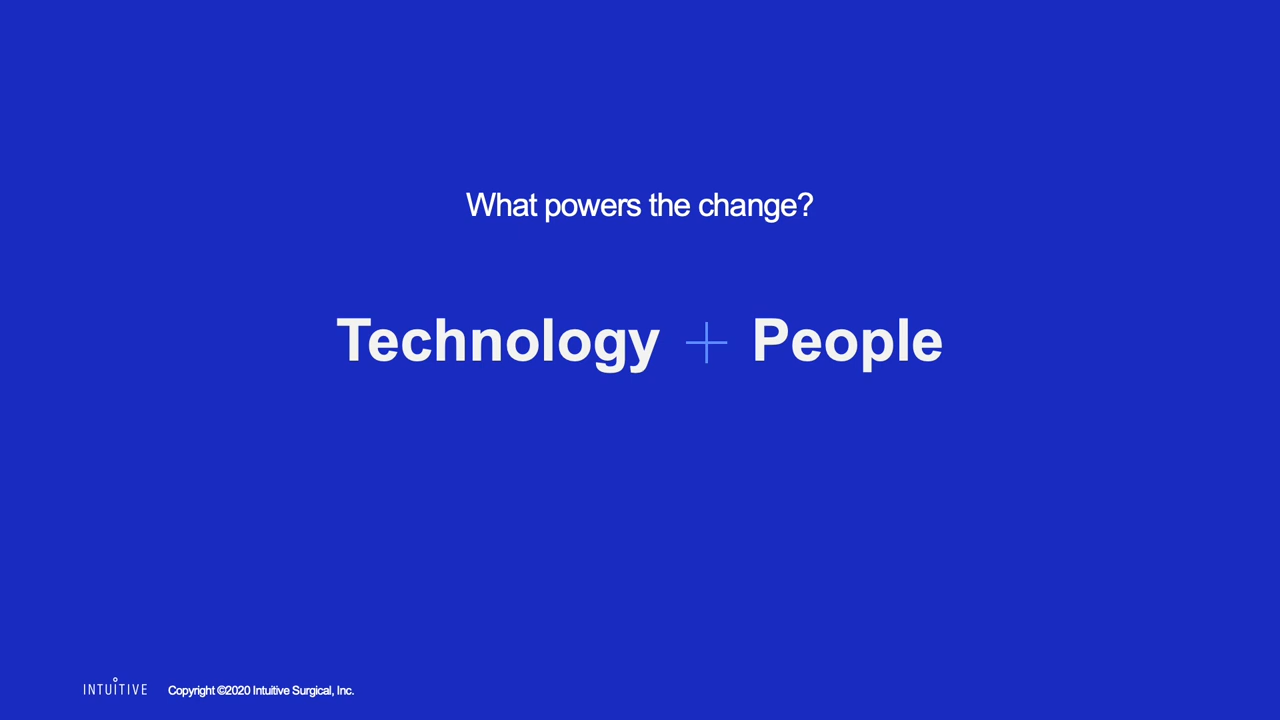 What powers the change?
Technology + People
INTUITIVE Copyright ©2020 Intuitive Surgical, Inc.